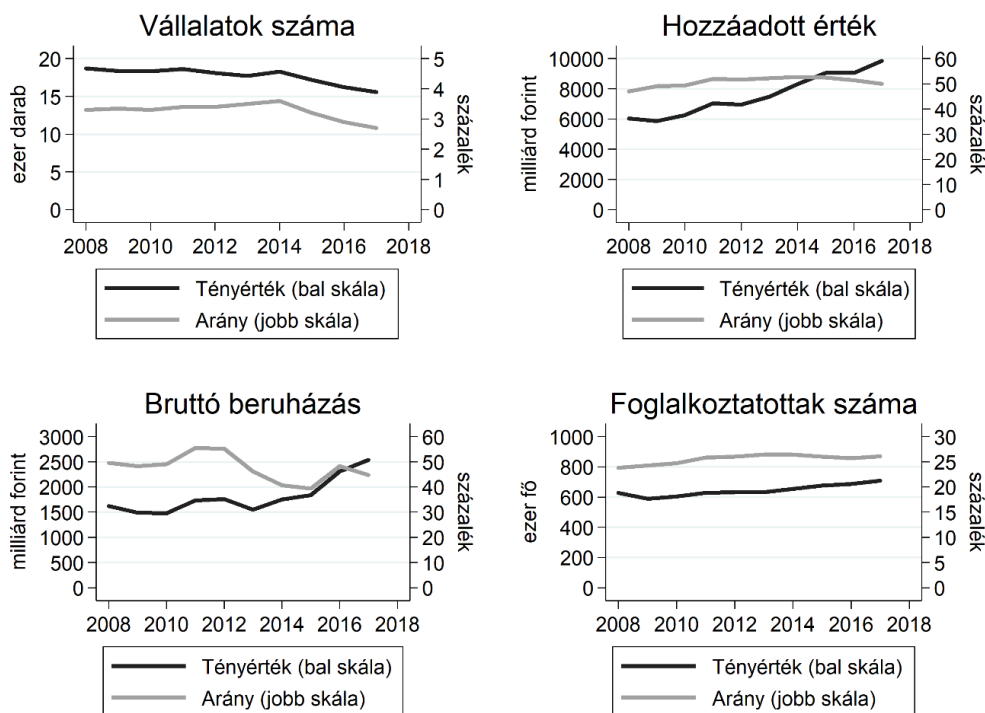 Vállalatok száma
20
15
10
5
0
ezer darab
5
4
3
2
1
0
százalék
2008 2010 2012 2014 2016 2018
Tényérték (bal skála)
Arány (jobb skála)
Hozzáadott érték
10000
8000
6000
4000
2000
0
milliárd forint
60
50
40
30
20
10
0
százalék
2008 2010 2012 2014 2016 2018
Tényérték (bal skála)
Arány (jobb skála)
Bruttó beruházás
3000
2500
2000
1500
1000
500
0
milliárd forint
60
50
40
30
20
10
0
százalék
2008 2010 2012 2014 2016 2018
Tényérték (bal skála)
Arány (jobb skála)
Foglalkoztatottak száma
1000
800
600
400
200
0
ezer fő
30
25
20
15
10
5
0
százalék
2008 2010 2012 2014 2016 2018
Tényérték (bal skála)
Arány (jobb skála)